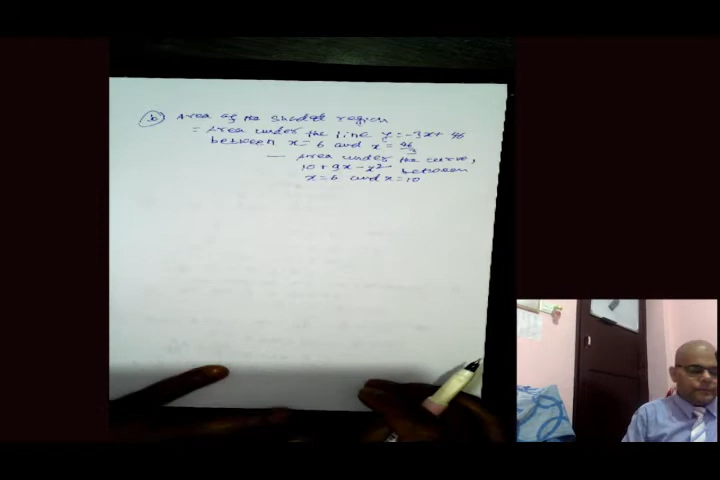 b) Area of the shaded region
= Area under the line y = -3x + 46
between x = 6 and x = 46/3
— Area under the curve,
10 + 9x - x² between
x = 6 and x = 10